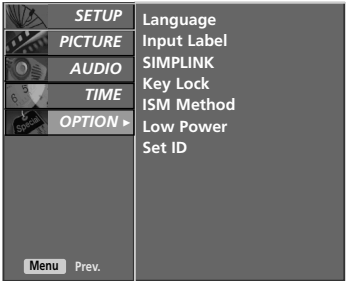 SETUP
PICTURE
AUDIO
TIME
Special
OPTION ►
Language
Input Label
SIMPLINK
Key Lock
ISM Method
Low Power
Set ID
Menu Prev.